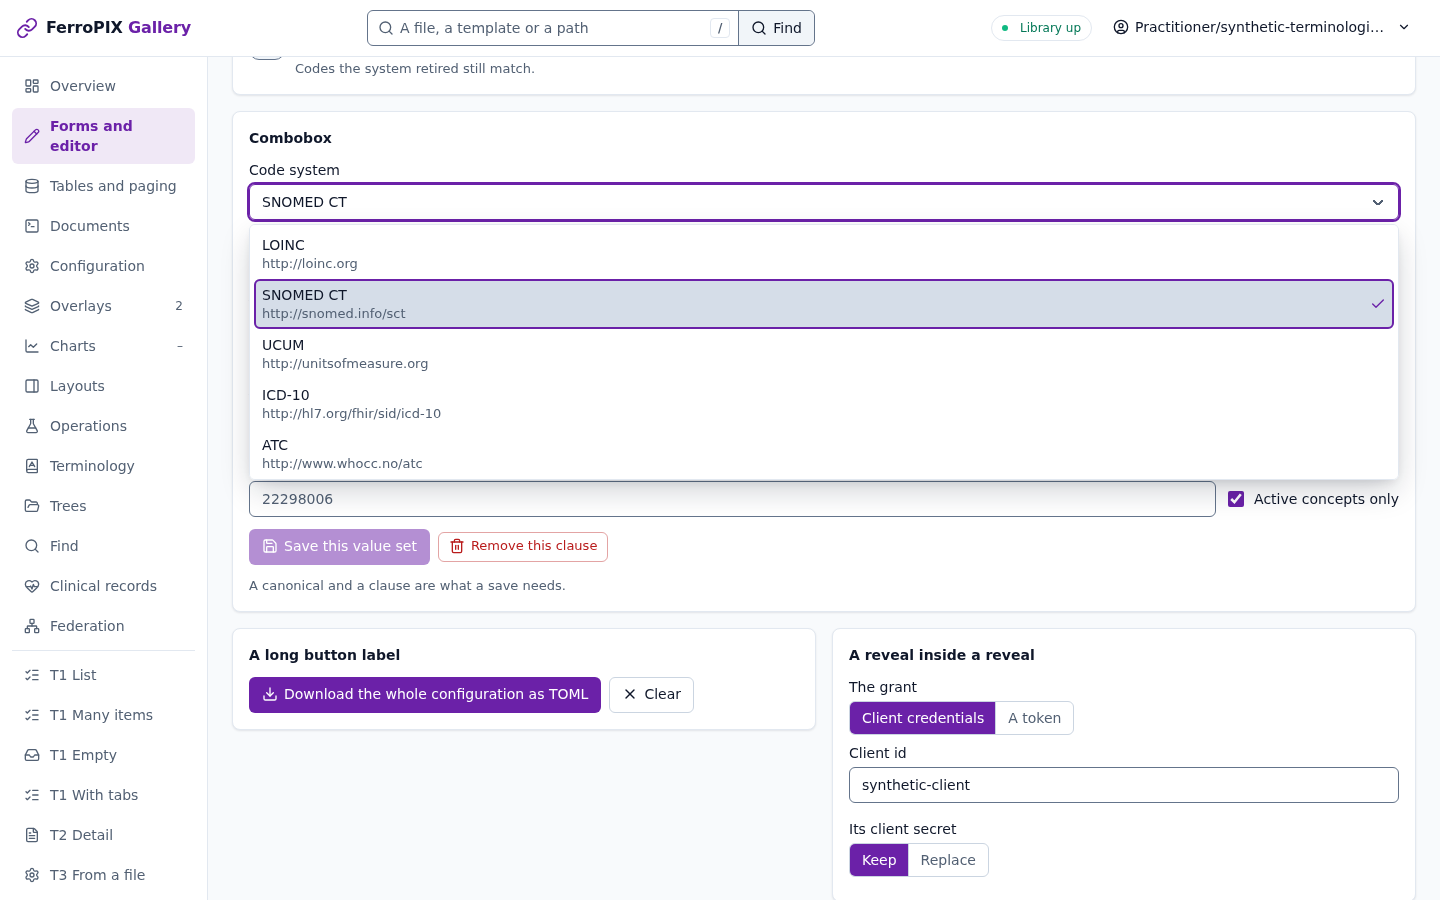 FerroPIX Gallery
A file, a template or a path
/
Find
Library up
Practitioner/synthetic-terminologi...
Overview
Forms and
editor
Tables and paging
Documents
Configuration
Overlays 2
Charts –
Layouts
Operations
Terminology
Trees
Find
Clinical records
Federation
T1 List
T1 Many items
T1 Empty
T1 With tabs
T2 Detail
T3 From a file
Codes the system retired still match.
Combobox
Code system
SNOMED CT
LOINC
http://loinc.org
SNOMED CT
http://snomed.info/sct
UCUM
http://unitsofmeasure.org
ICD-10
http://hl7.org/fhir/sid/icd-10
ATC
http://www.whocc.no/atc
22298006
Active concepts only
Save this value set
Remove this clause
A canonical and a clause are what a save needs.
A long button label
Download the whole configuration as TOML
Clear
A reveal inside a reveal
The grant
Client credentials
A token
Client id
synthetic-client
Its client secret
Keep
Replace